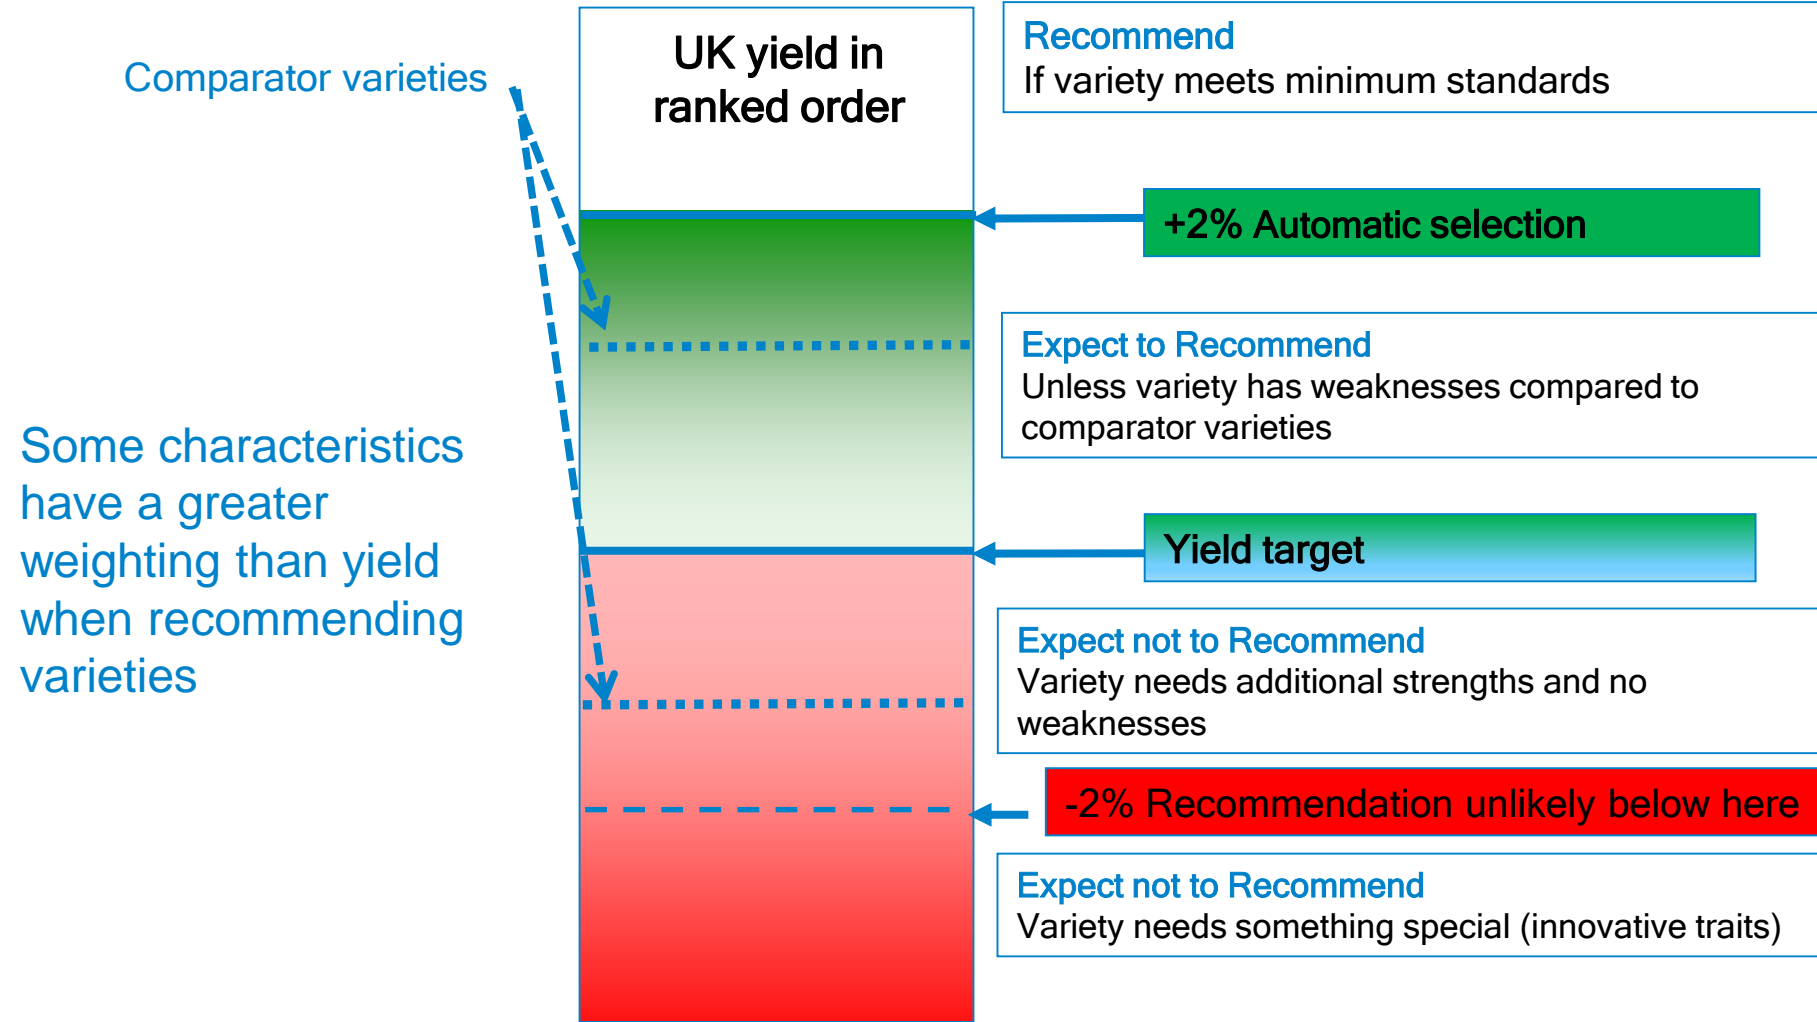 Comparator varieties
UK yield in
ranked order
Recommend
If variety meets minimum standards
+2% Automatic selection
Expect to Recommend
Unless variety has weaknesses compared to
comparator varieties
Some characteristics
have a greater
weighting than yield
when recommending
varieties
Yield target
Expect not to Recommend
Variety needs additional strengths and no
weaknesses
-2% Recommendation unlikely below here
Expect not to Recommend
Variety needs something special (innovative traits)